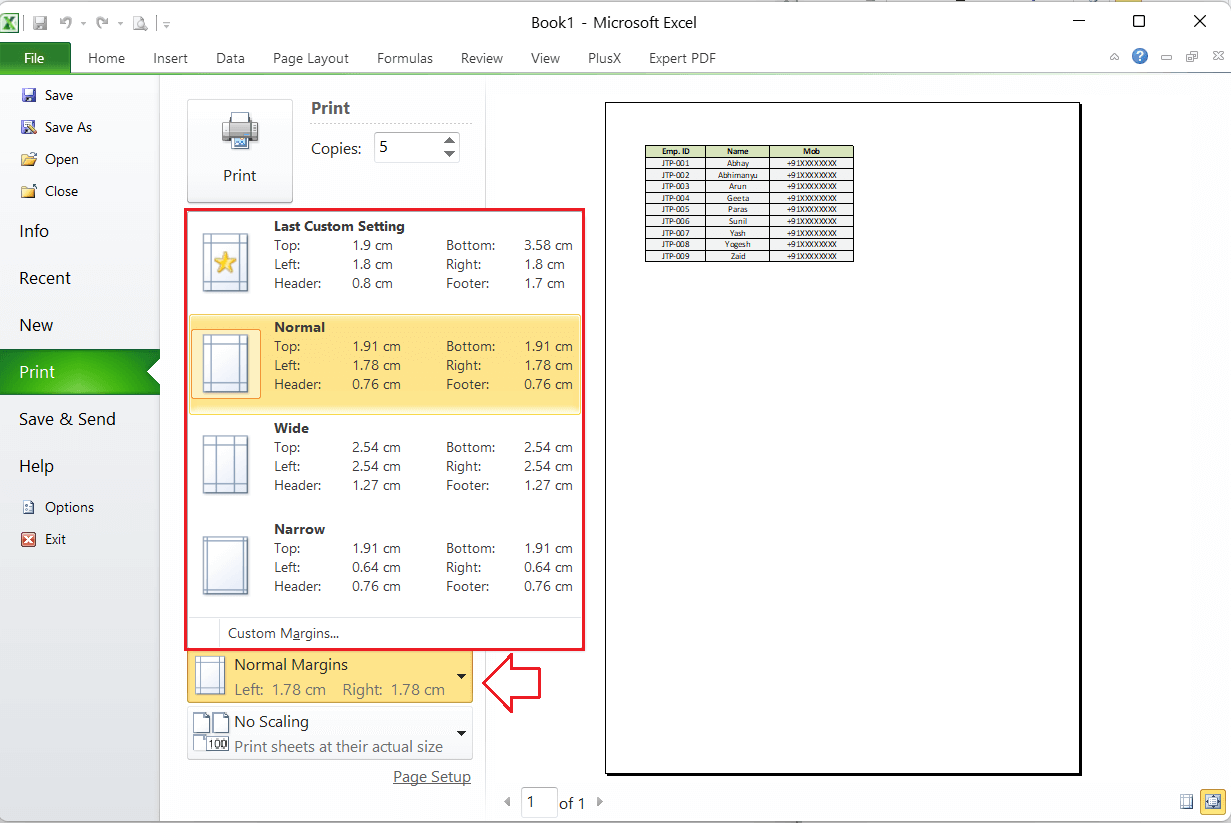 Book1 - Microsoft Excel
File Home Insert Data Page Layout Formulas Review View PlusX Expert PDF
Save
Save As
Open
Close
Info
Recent
New
Print
Save & Send
Help
Options
Exit
Print
Print
Copies: 5
Last Custom Setting
Top: 1.9 cm Bottom: 3.58 cm
Left: 1.8 cm Right: 1.8 cm
Header: 0.8 cm Footer: 1.7 cm
Normal
Top: 1.91 cm Bottom: 1.91 cm
Left: 1.78 cm Right: 1.78 cm
Header: 0.76 cm Footer: 0.76 cm
Wide
Top: 2.54 cm Bottom: 2.54 cm
Left: 2.54 cm Right: 2.54 cm
Header: 1.27 cm Footer: 1.27 cm
Narrow
Top: 1.91 cm Bottom: 1.91 cm
Left: 0.64 cm Right: 0.64 cm
Header: 0.76 cm Footer: 0.76 cm
Custom Margins...
Normal Margins
Left: 1.78 cm Right: 1.78 cm
No Scaling
100 Print sheets at their actual size
Page Setup
Emp. ID Name Mob
JTP-001 Abhay +91XXXXXXXX
JTP-002 Abhimanyu +91XXXXXXXX
JTP-003 Arun +91XXXXXXXX
JTP-004 Geeta +91XXXXXXXX
JTP-005 Paras +91XXXXXXXX
JTP-006 Sunil +91XXXXXXXX
JTP-007 Yash +91XXXXXXXX
JTP-008 Yogesh +91XXXXXXXX
JTP-009 Zaid +91XXXXXXXX
1 of 1